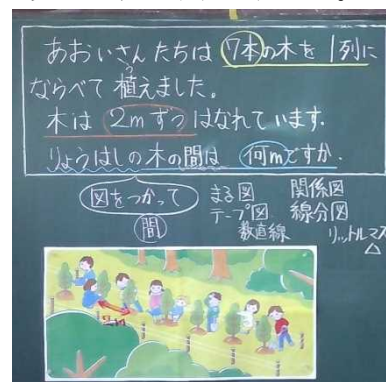 あおいさんたちは 7本の木を 1列に
ならべて植えました。
木は 2mずつ はなれています.
りょうはしの木の間は 何mですか.
図をつかって
間
まる図 関係図
テープ図 線分図
数直線 リットルマス
△